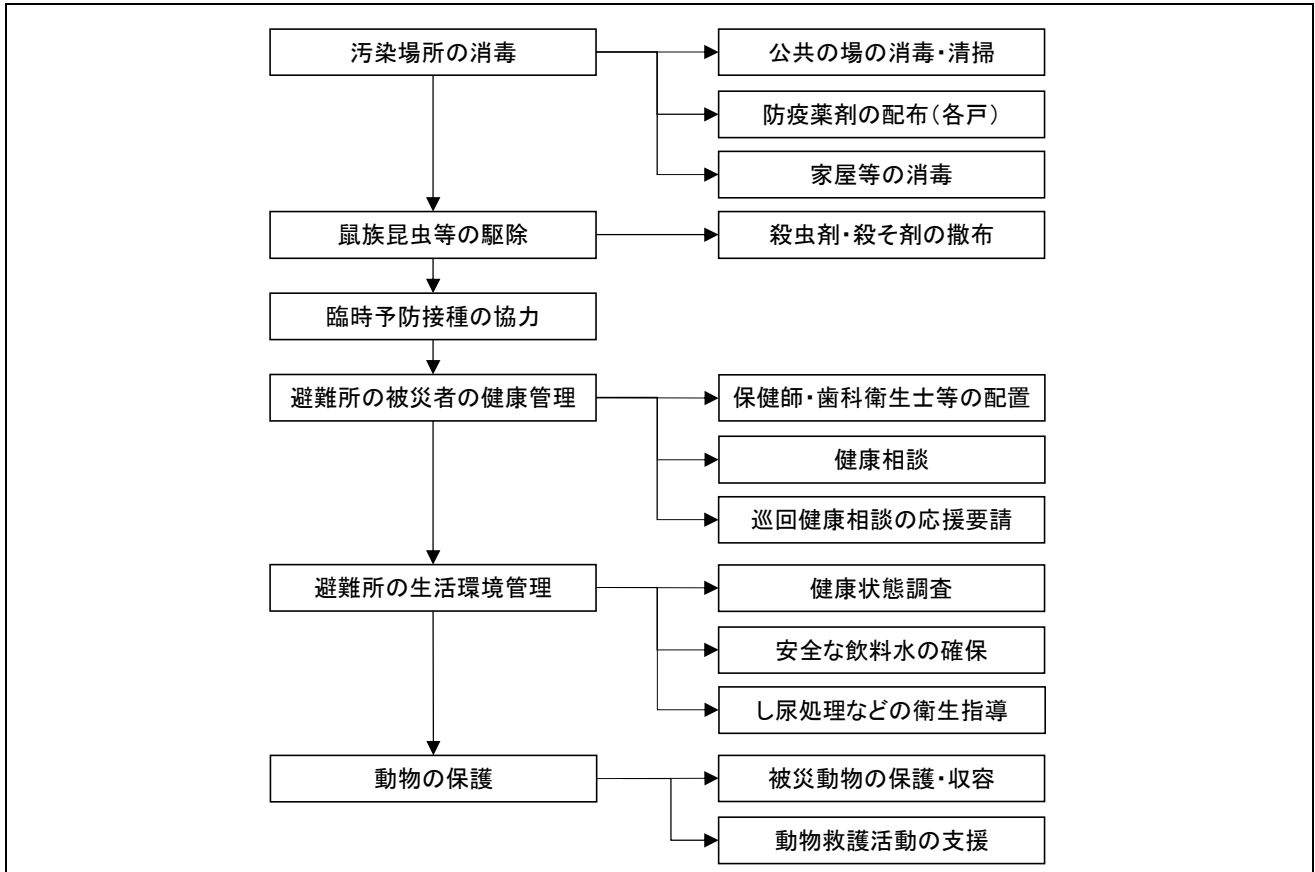 汚染場所の消毒
公共の場の消毒・清掃
防疫薬剤の配布（各戸）
家屋等の消毒
鼠族昆虫等の駆除
殺虫剤・殺そ剤の撒布
臨時予防接種の協力
避難所の被災者の健康管理
保健師・歯科衛生士等の配置
健康相談
巡回健康相談の応援要請
避難所の生活環境管理
健康状態調査
安全な飲料水の確保
し尿処理などの衛生指導
動物の保護
被災動物の保護・収容
動物救護活動の支援